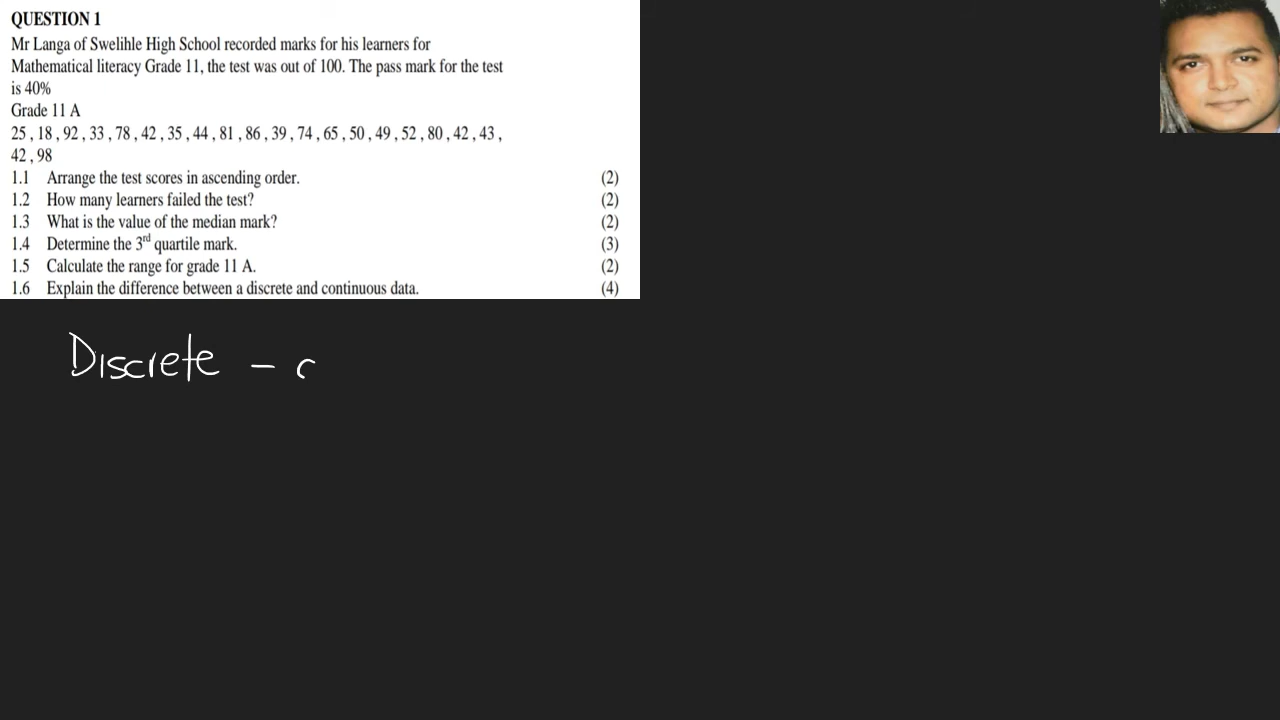 QUESTION 1
Mr Langa of Swelihle High School recorded marks for his learners for
Mathematical literacy Grade 11, the test was out of 100. The pass mark for the test
is 40%
Grade 11 A
25 , 18 , 92 , 33 , 78 , 42 , 35 , 44 , 81 , 86 , 39 , 74 , 65 , 50 , 49 , 52 , 80 , 42 , 43 ,
42 , 98
1.1 Arrange the test scores in ascending order. (2)
1.2 How many learners failed the test? (2)
1.3 What is the value of the median mark? (2)
1.4 Determine the 3rd quartile mark. (3)
1.5 Calculate the range for grade 11 A. (2)
1.6 Explain the difference between a discrete and continuous data. (4)
Discrete - c